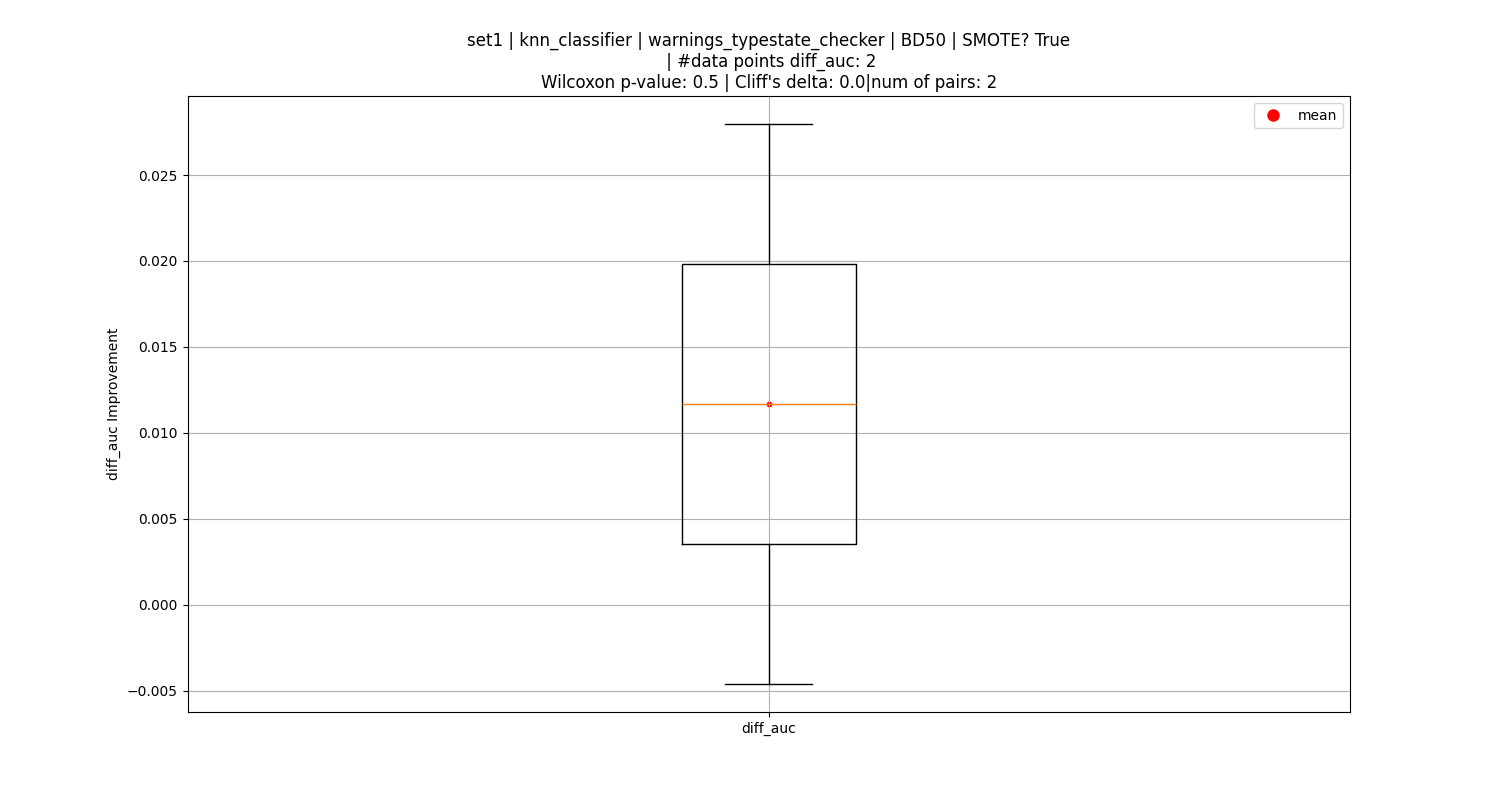 set1 | knn_classifier | warnings_typestate_checker | BD50 | SMOTE? True
| #data points diff_auc: 2
Wilcoxon p-value: 0.5 | Cliff's delta: 0.0|num of pairs: 2
mean
0.025
0.020
0.015
0.010
0.005
0.000
−0.005
diff_auc Improvement
diff_auc